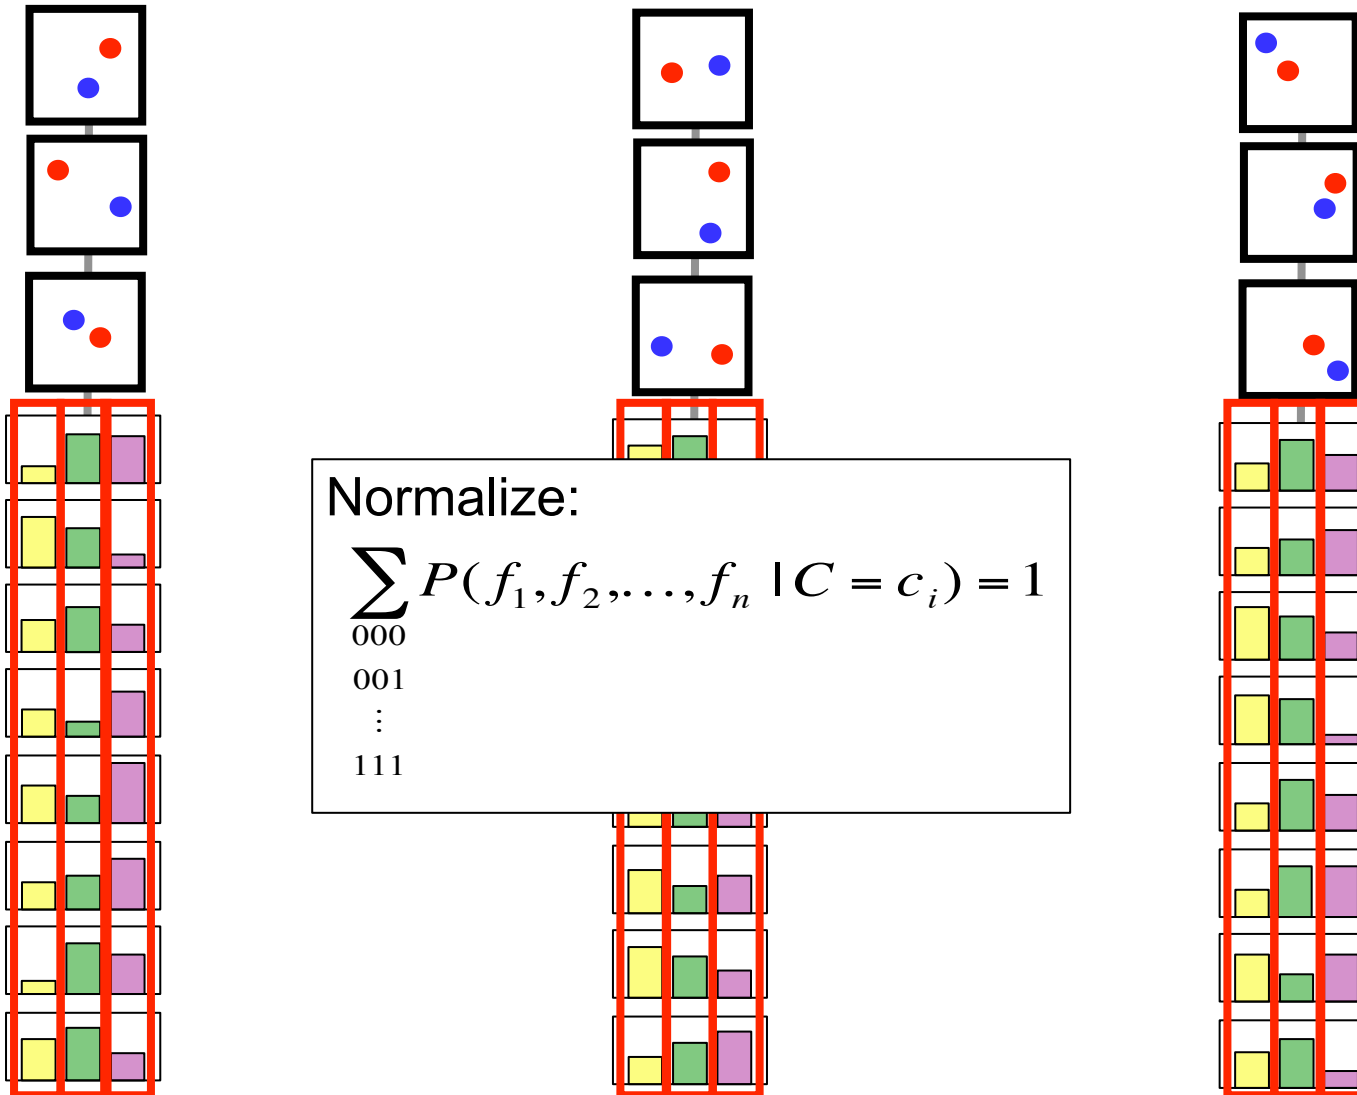 Normalize:
∑ P(f₁, f₂,…, fₙ | C = cᵢ) = 1
000
001
⋮
111